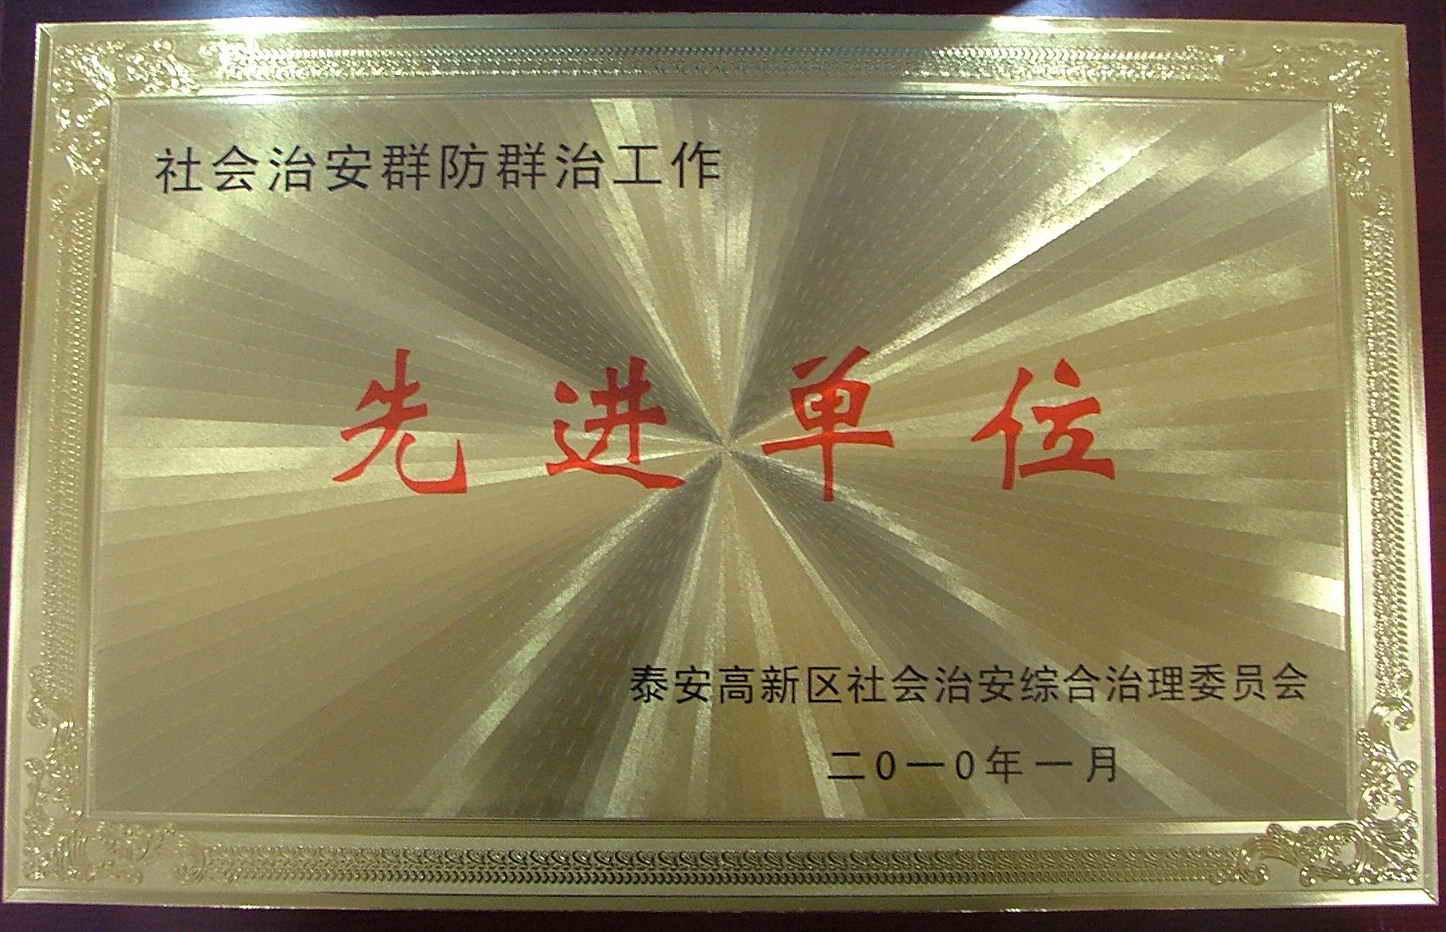 社会治安群防群治工作
先进单位
泰安高新区社会治安综合治理委员会
二0一0年一月